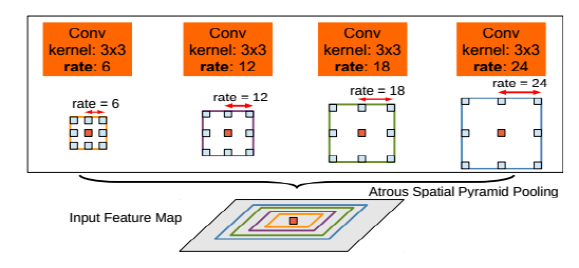 Conv
kernel: 3x3
rate: 6
Conv
kernel: 3x3
rate: 12
Conv
kernel: 3x3
rate: 18
Conv
kernel: 3x3
rate: 24
rate = 6
rate = 12
rate = 18
rate = 24
Atrous Spatial Pyramid Pooling
Input Feature Map